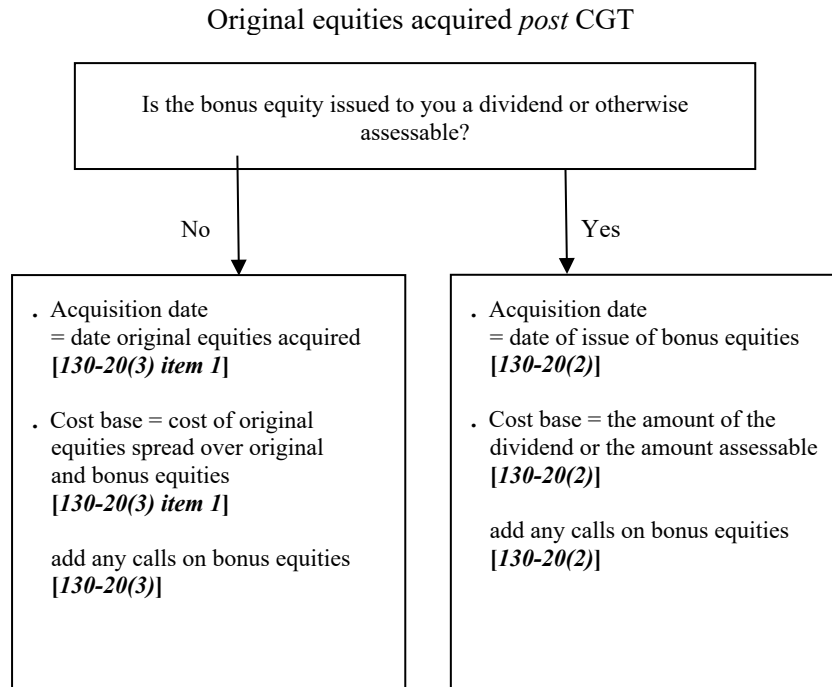 Original equities acquired post CGT
Is the bonus equity issued to you a dividend or otherwise
assessable?
No
Yes
. Acquisition date
= date original equities acquired
[130-20(3) item 1]
. Cost base = cost of original
equities spread over original
and bonus equities
[130-20(3) item 1]
add any calls on bonus equities
[130-20(3)]
. Acquisition date
= date of issue of bonus equities
[130-20(2)]
. Cost base = the amount of the
dividend or the amount assessable
[130-20(2)]
add any calls on bonus equities
[130-20(2)]